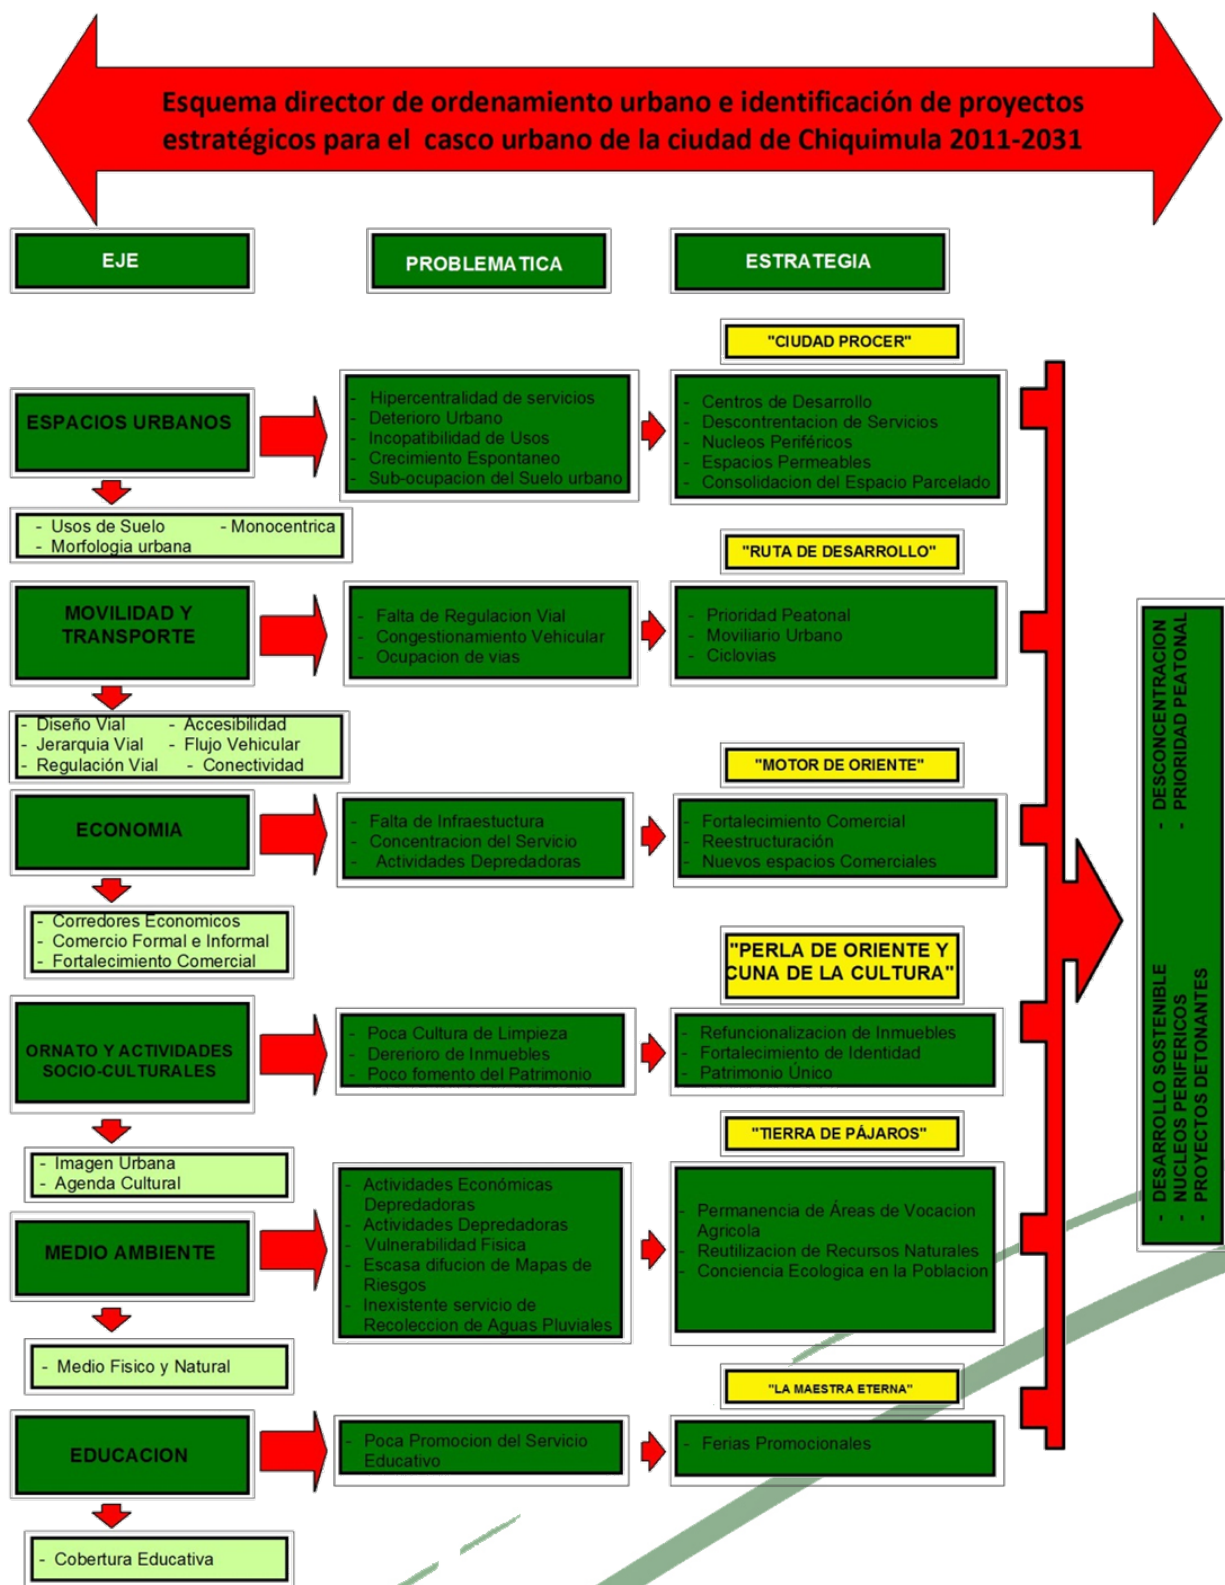 Esquema director de ordenamiento urbano e identificación de proyectos
estratégicos para el casco urbano de la ciudad de Chiquimula 2011-2031
EJE
PROBLEMATICA
ESTRATEGIA
"CIUDAD PROCER"
ESPACIOS URBANOS
- Hipercentralidad de servicios
- Deterioro Urbano
- Incopatibilidad de Usos
- Crecimiento Espontaneo
- Sub-ocupacion del Suelo urbano
- Centros de Desarrollo
- Descontrentacion de Servicios
- Nucleos Periféricos
- Espacios Permeables
- Consolidacion del Espacio Parcelado
- Usos de Suelo - Monocentrica
- Morfologia urbana
"RUTA DE DESARROLLO"
MOVILIDAD Y
TRANSPORTE
- Falta de Regulacion Vial
- Congestionamiento Vehicular
- Ocupacion de vias
- Prioridad Peatonal
- Moviliario Urbano
- Ciclovias
- Diseño Vial - Accesibilidad
- Jerarquia Vial - Flujo Vehicular
- Regulación Vial - Conectividad
"MOTOR DE ORIENTE"
ECONOMIA
- Falta de Infraestuctura
- Concentracion del Servicio
- Actividades Depredadoras
- Fortalecimiento Comercial
- Reestructuración
- Nuevos espacios Comerciales
- Corredores Economicos
- Comercio Formal e Informal
- Fortalecimiento Comercial
"PERLA DE ORIENTE Y
CUNA DE LA CULTURA"
ORNATO Y ACTIVIDADES
SOCIO-CULTURALES
- Poca Cultura de Limpieza
- Dererioro de Inmuebles
- Poco fomento del Patrimonio
- Refuncionalizacion de Inmuebles
- Fortalecimiento de Identidad
- Patrimonio Único
- Imagen Urbana
- Agenda Cultural
"TIERRA DE PÁJAROS"
MEDIO AMBIENTE
- Actividades Económicas
Depredadoras
- Actividades Depredadoras
- Vulnerabilidad Fisica
- Escasa difucion de Mapas de
Riesgos
- Inexistente servicio de
Recoleccion de Aguas Pluviales
- Permanencia de Áreas de Vocacion
Agricola
- Reutilizacion de Recursos Naturales
- Conciencia Ecologica en la Poblacion
- Medio Fisico y Natural
"LA MAESTRA ETERNA"
EDUCACION
- Poca Promocion del Servicio
Educativo
- Ferias Promocionales
- Cobertura Educativa
- DESARROLLO SOSTENIBLE - DESCONCENTRACION
- NUCLEOS PERIFERICOS - PRIORIDAD PEATONAL
- PROYECTOS DETONANTES